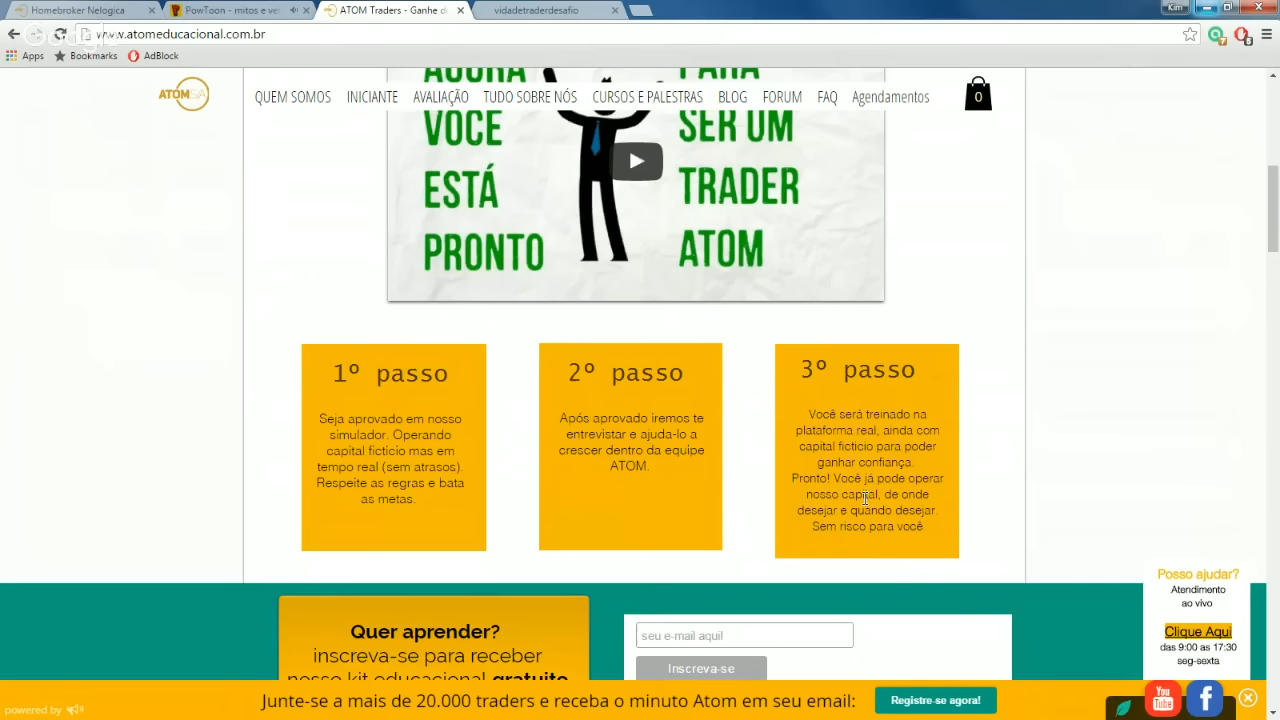 Homebroker Nelogica
PowToon - mitos e ver
ATOM Traders - Ganhe d
vidadetraderdesafio
Kim
www.atomeducacional.com.br
Apps
Bookmarks
AdBlock
ATOM S/A
QUEM SOMOS
INICIANTE
AVALIAÇÃO
TUDO SOBRE NÓS
CURSOS E PALESTRAS
BLOG
FORUM
FAQ
Agendamentos
0
AGORA
VOCÊ
ESTÁ
PRONTO
PARA
SER UM
TRADER
ATOM
1º passo
Seja aprovado em nosso
simulador. Operando
capital fictício mas em
tempo real (sem atrasos).
Respeite as regras e bata
as metas.
2º passo
Após aprovado iremos te
entrevistar e ajuda-lo a
crescer dentro da equipe
ATOM.
3º passo
Você será treinado na
plataforma real, ainda com
capital ficticio para poder
ganhar confiança.
Pronto! Você já pode operar
nosso capital, de onde
desejar e quando desejar.
Sem risco para você
Quer aprender?
inscreva-se para receber
nosso kit educacional gratuito
seu e-mail aqui!
Inscreva-se
Posso ajudar?
Atendimento
ao vivo
Clique Aqui
das 9:00 as 17:30
seg-sexta
powered by
Junte-se a mais de 20.000 traders e receba o minuto Atom em seu email:
Registre-se agora!
You
Tube